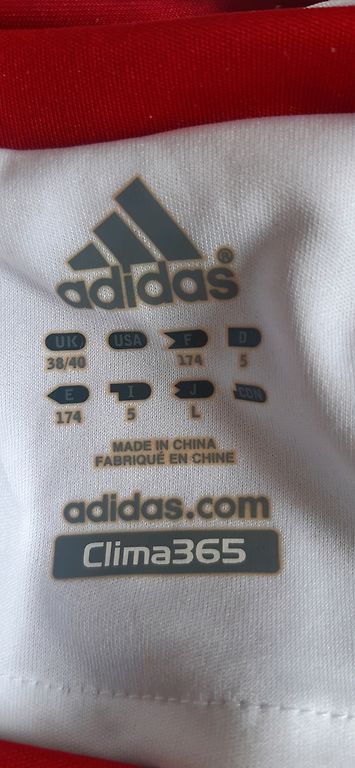 adidas®
UK USA F D
38/40 174 5
E I J CDN
174 5 L
MADE IN CHINA
FABRIQUÉ EN CHINE
adidas.com
Clima365